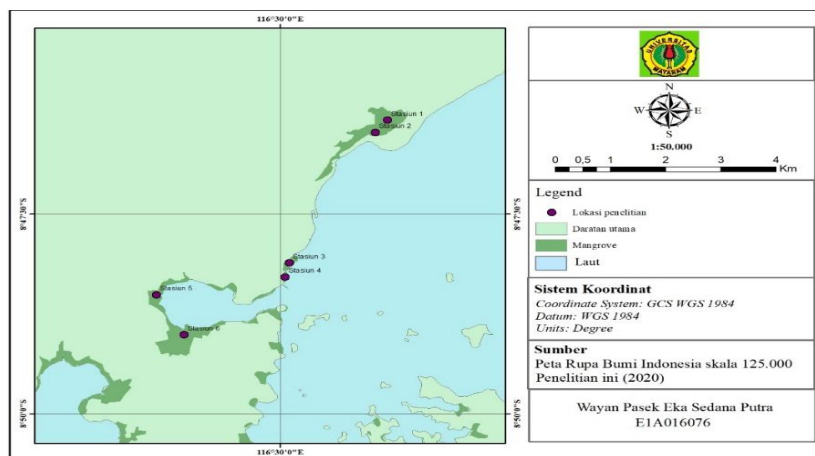 116°30'0"E
Stasiun 1
Stasiun 2
8°47'30"S
8°47'30"S
Stasiun 3
Stasiun 4
Stasiun 5
Stasiun 6
8°50'0"S
8°50'0"S
116°30'0"E
UNIVERSITAS
MATARAM
N
W E
S
1:50.000
0 0,5 1 2 3 4
Km
Legend
Lokasi penelitian
Daratan utama
Mangrove
Laut
Sistem Koordinat
Coordinate System: GCS WGS 1984
Datum: WGS 1984
Units: Degree
Sumber
Peta Rupa Bumi Indonesia skala 125.000
Penelitian ini (2020)
Wayan Pasek Eka Sedana Putra
E1A016076